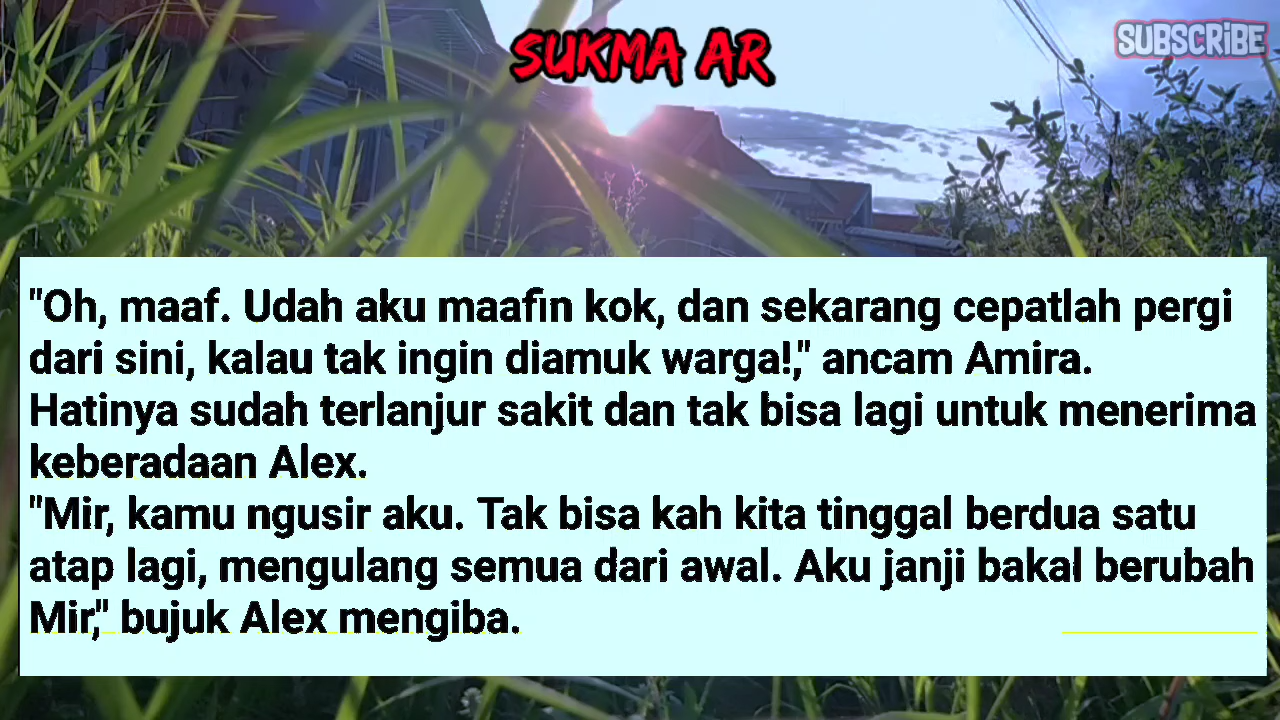 SUKMA AR
SUBSCRiBE
"Oh, maaf. Udah aku maafin kok, dan sekarang cepatlah pergi
dari sini, kalau tak ingin diamuk warga!," ancam Amira.
Hatinya sudah terlanjur sakit dan tak bisa lagi untuk menerima
keberadaan Alex.
"Mir, kamu ngusir aku. Tak bisa kah kita tinggal berdua satu
atap lagi, mengulang semua dari awal. Aku janji bakal berubah
Mir," bujuk Alex mengiba.